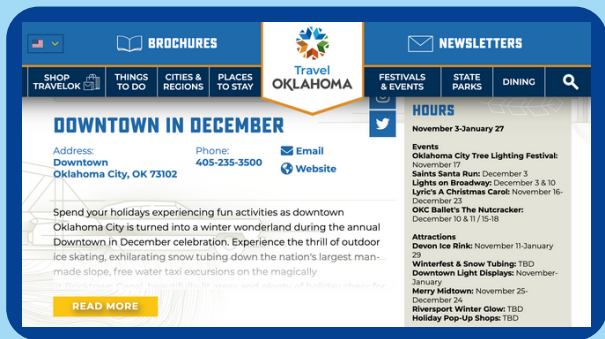 BROCHURES
NEWSLETTERS
Travel
OKLAHOMA
SHOP
TRAVELOK
THINGS
TO DO
CITIES &
REGIONS
PLACES
TO STAY
FESTIVALS
& EVENTS
STATE
PARKS
DINING
DOWNTOWN IN DECEMBER
Address:
Downtown
Oklahoma City, OK 73102
Phone:
405-235-3500
Email
Website
Spend your holidays experiencing fun activities as downtown
Oklahoma City is turned into a winter wonderland during the annual
Downtown in December celebration. Experience the thrill of outdoor
ice skating, exhilarating snow tubing down the nation's largest man-
made slope, free water taxi excursions on the magically
READ MORE
HOURS
November 3-January 27
Events
Oklahoma City Tree Lighting Festival:
November 17
Saints Santa Run: December 3
Lights on Broadway: December 3 & 10
Lyric's A Christmas Carol: November 16-
December 23
OKC Ballet's The Nutcracker:
December 10 & 11 / 15-18
Attractions
Devon Ice Rink: November 11-January
29
Winterfest & Snow Tubing: TBD
Downtown Light Displays: November-
January
Merry Midtown: November 25-
December 24
Riversport Winter Glow: TBD
Holiday Pop-Up Shops: TBD